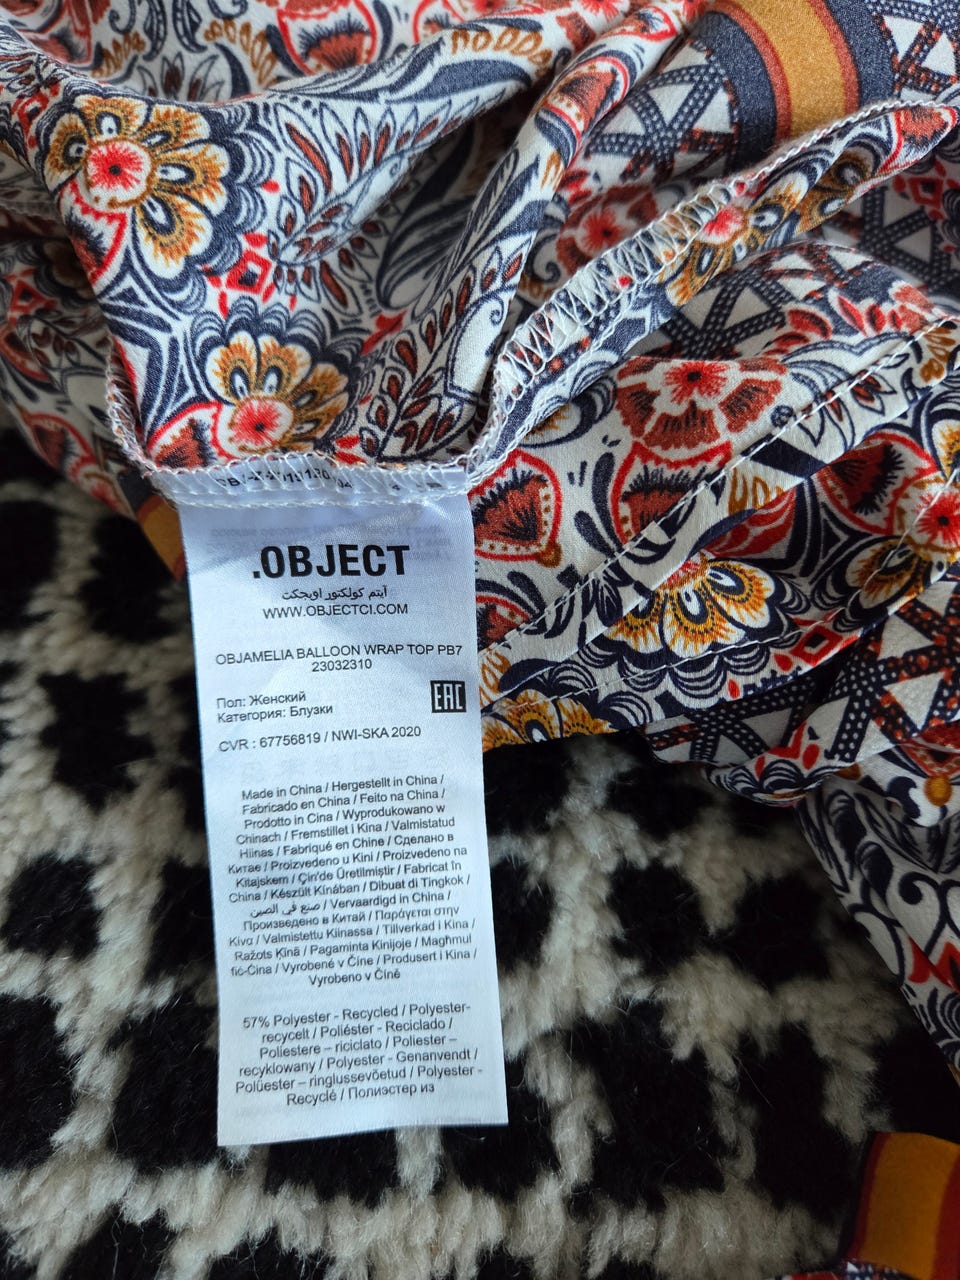 .OBJECT
آيتم كولكتور اوبجكت
WWW.OBJECTCI.COM
OBJAMELIA BALLOON WRAP TOP PB7
23032310
Пол: Женский
Категория: Блузки
EAC
CVR : 67756819 / NWI-SKA 2020
Made in China / Hergestellt in China /
Fabricado en China / Feito na China /
Prodotto in Cina / Wyprodukowano w
Chinach / Fremstillet i Kina / Valmistatud
Hiinas / Fabriqué en Chine / Сделано в
Китае / Proizvedeno u Kini / Proizvedeno na
Kitajskem / Çin'de Üretilmiştir / Fabricat în
China / Készült Kínában / Dibuat di Tingkok /
صنع في الصين / Vervaardigd in China /
Произведено в Китай / Παράγεται στην
Κίνα / Valmistettu Kiinassa / Tillverkad i Kina /
Ražots Ķīnā / Pagaminta Kinijoje / Maghmul
fiċ-Ċina / Vyrobené v Číne / Produsert i Kina /
Vyrobeno v Číně
57% Polyester - Recycled / Polyester-
recycelt / Poliéster - Reciclado /
Poliestere – riciclato / Poliester –
recyklowany / Polyester - Genanvendt /
Polüester – ringlussevõetud / Polyester -
Recyclé / Полиэстер из